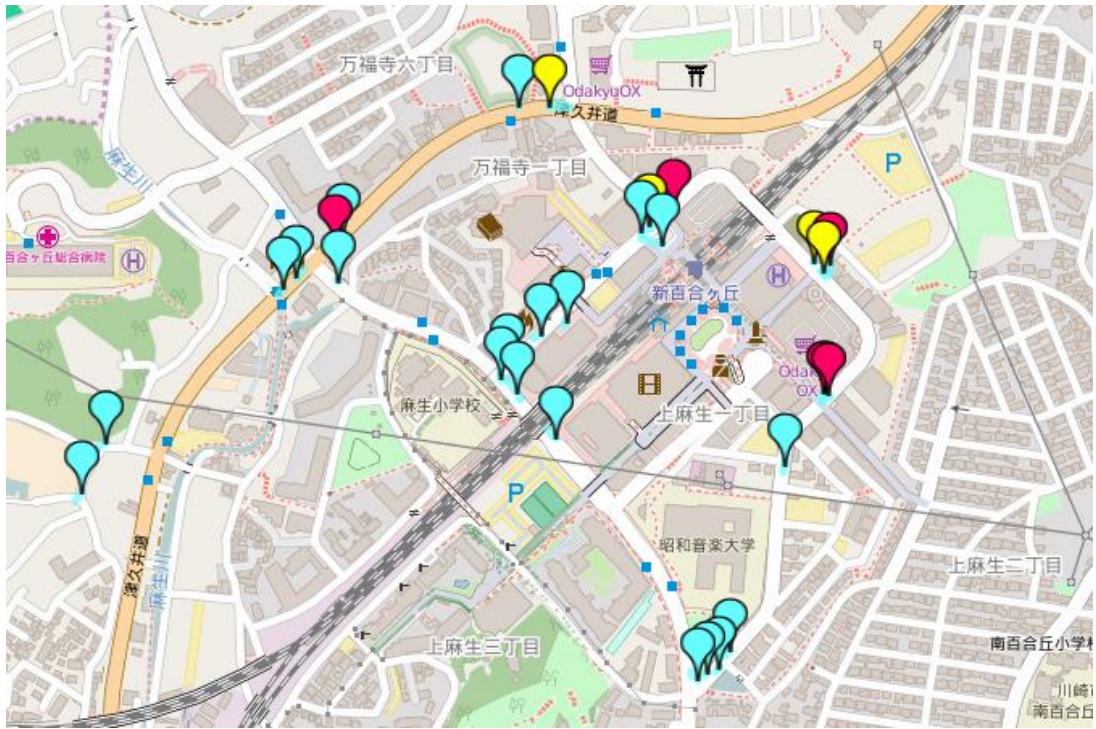 万福寺六丁目
OdakyuOX
津久井道
麻生川
万福寺一丁目
P
百合ヶ丘総合病院
H
新百合ヶ丘
H
Odak
OX
麻生小学校
上麻生一丁目
P
昭和音楽大学
津久井道
麻生川
上麻生二丁目
上麻生三丁目
南百合丘小学校
川崎市
南百合丘